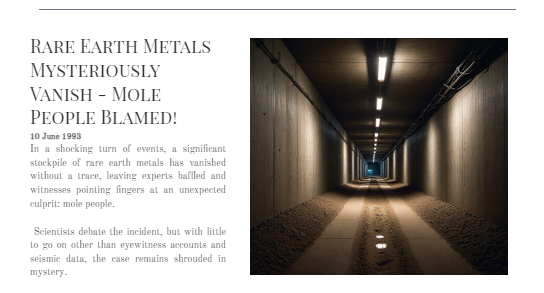 Rare Earth Metals
Mysteriously
Vanish - Mole
People Blamed!
10 June 1993
In a shocking turn of events, a significant
stockpile of rare earth metals has vanished
without a trace, leaving experts baffled and
witnesses pointing fingers at an unexpected
culprit: mole people.
Scientists debate the incident, but with little
to go on other than eyewitness accounts and
seismic data, the case remains shrouded in
mystery.